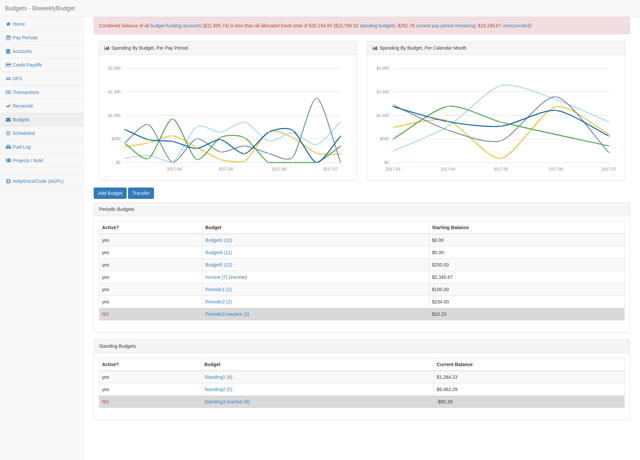 Budgets - BiweeklyBudget
Combined balance of all budget-funding accounts ($11,995.74) is less than all allocated funds total of $30,194.95 ($10,766.52 standing budgets; $261.76 current pay period remaining; $19,166.67 unreconciled)!
Home
Pay Periods
Accounts
Credit Payoffs
OFX
Transactions
Reconcile
Budgets
Scheduled
Fuel Log
Projects / BoM
Help/Docs/Code (AGPL)
Spending By Budget, Per Pay Period
$2,000
$1,500
$1,000
$500
$0
2017-04
2017-05
2017-06
2017-07
Spending By Budget, Per Calendar Month
$2,000
$1,500
$1,000
$500
$0
2017-03
2017-04
2017-05
2017-06
2017-07
Add Budget
Transfer
Periodic Budgets
Active? Budget Starting Balance
yes Budget3 (10) $0.00
yes Budget4 (11) $0.00
yes Budget5 (12) $250.00
yes Income (7) (Income) $2,345.67
yes Periodic1 (1) $100.00
yes Periodic2 (2) $234.00
NO Periodic3 Inactive (3) $10.23
Standing Budgets
Active? Budget Current Balance
yes Standing1 (4) $1,284.23
yes Standing2 (5) $9,482.29
NO Standing3 Inactive (6) -$92.29